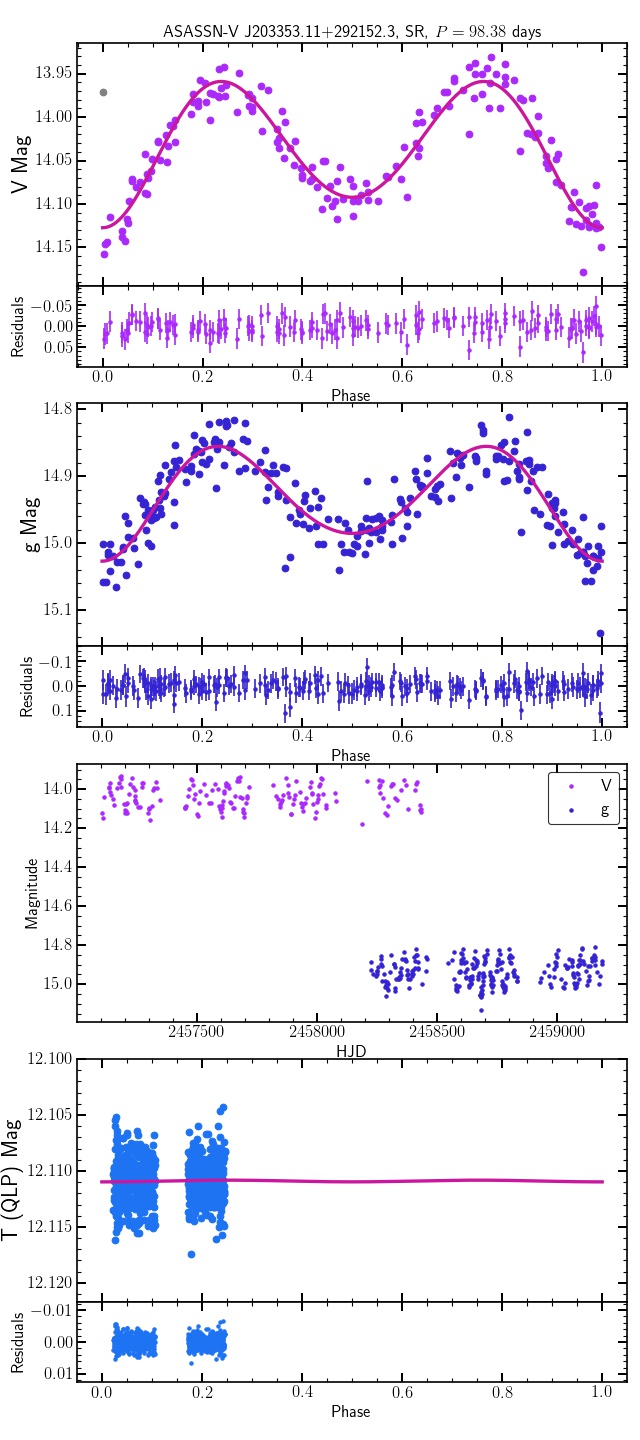 ASASSN-V J203353.11+292152.3, SR, P = 98.38 days
13.95
14.00
14.05
14.10
14.15
V Mag
−0.05
0.00
0.05
Residuals
0.0 0.2 0.4 0.6 0.8 1.0
Phase
14.8
14.9
15.0
15.1
g Mag
−0.1
0.0
0.1
Residuals
0.0 0.2 0.4 0.6 0.8 1.0
Phase
14.0
14.2
14.4
14.6
14.8
15.0
Magnitude
V
g
2457500 2458000 2458500 2459000
HJD
12.100
12.105
12.110
12.115
12.120
T (QLP) Mag
−0.01
0.00
0.01
Residuals
0.0 0.2 0.4 0.6 0.8 1.0
Phase